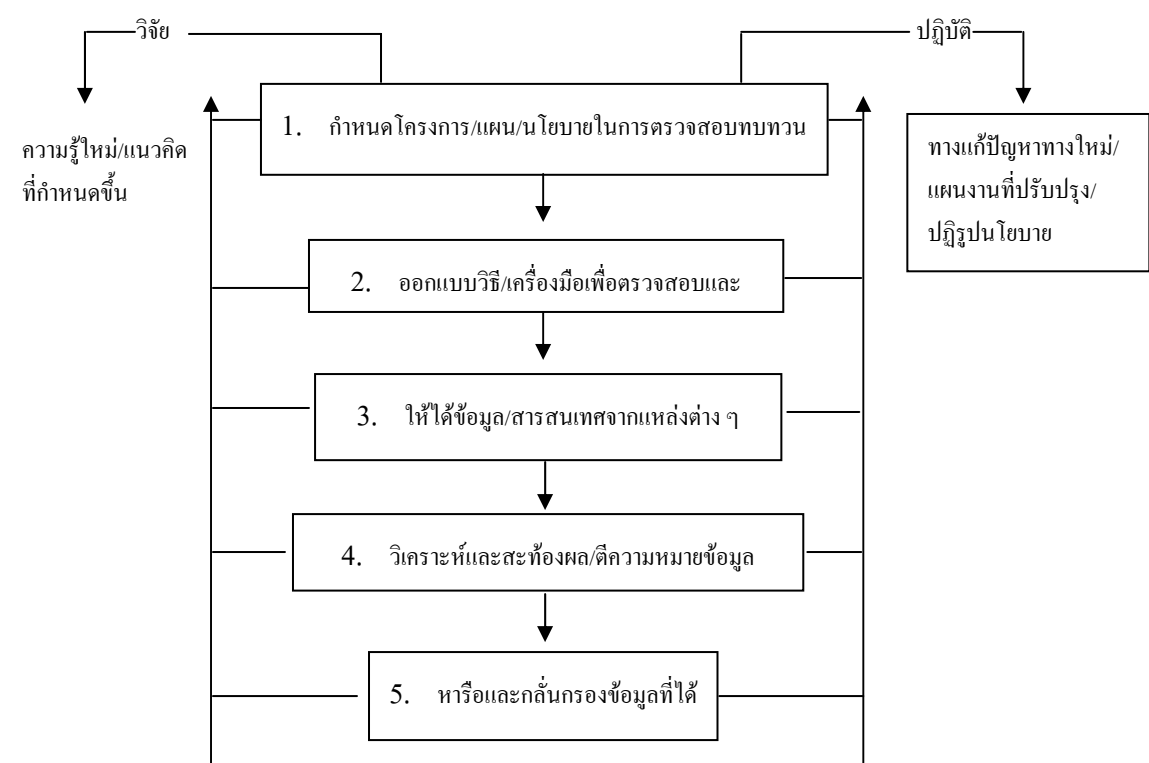 วิจัย
ปฏิบัติ
1. กำหนดโครงการ/แผน/นโยบายในการตรวจสอบทบทวน
ความรู้ใหม่/แนวคิด
ที่กำหนดขึ้น
ทางแก้ปัญหาทางใหม่/
แผนงานที่ปรับปรุง/
ปฏิรูปนโยบาย
2. ออกแบบวิธี/เครื่องมือเพื่อตรวจสอบและ
3. ให้ได้ข้อมูล/สารสนเทศจากแหล่งต่าง ๆ
4. วิเคราะห์และสะท้องผล/ตีความหมายข้อมูล
5. หารือและกลั่นกรองข้อมูลที่ได้